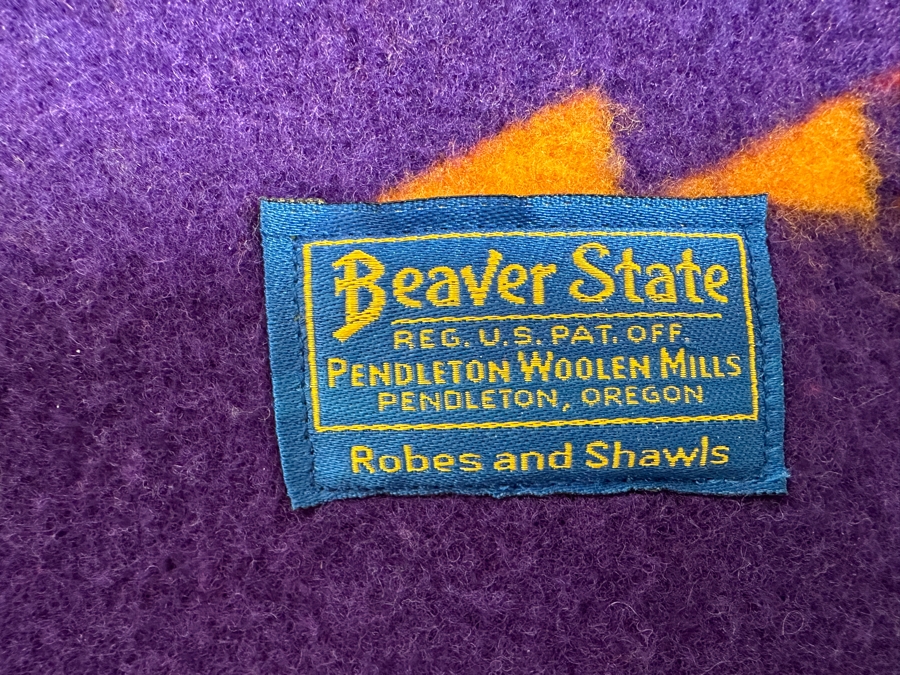 Beaver State
REG. U.S. PAT. OFF.
PENDLETON WOOLEN MILLS
PENDLETON, OREGON
Robes and Shawls